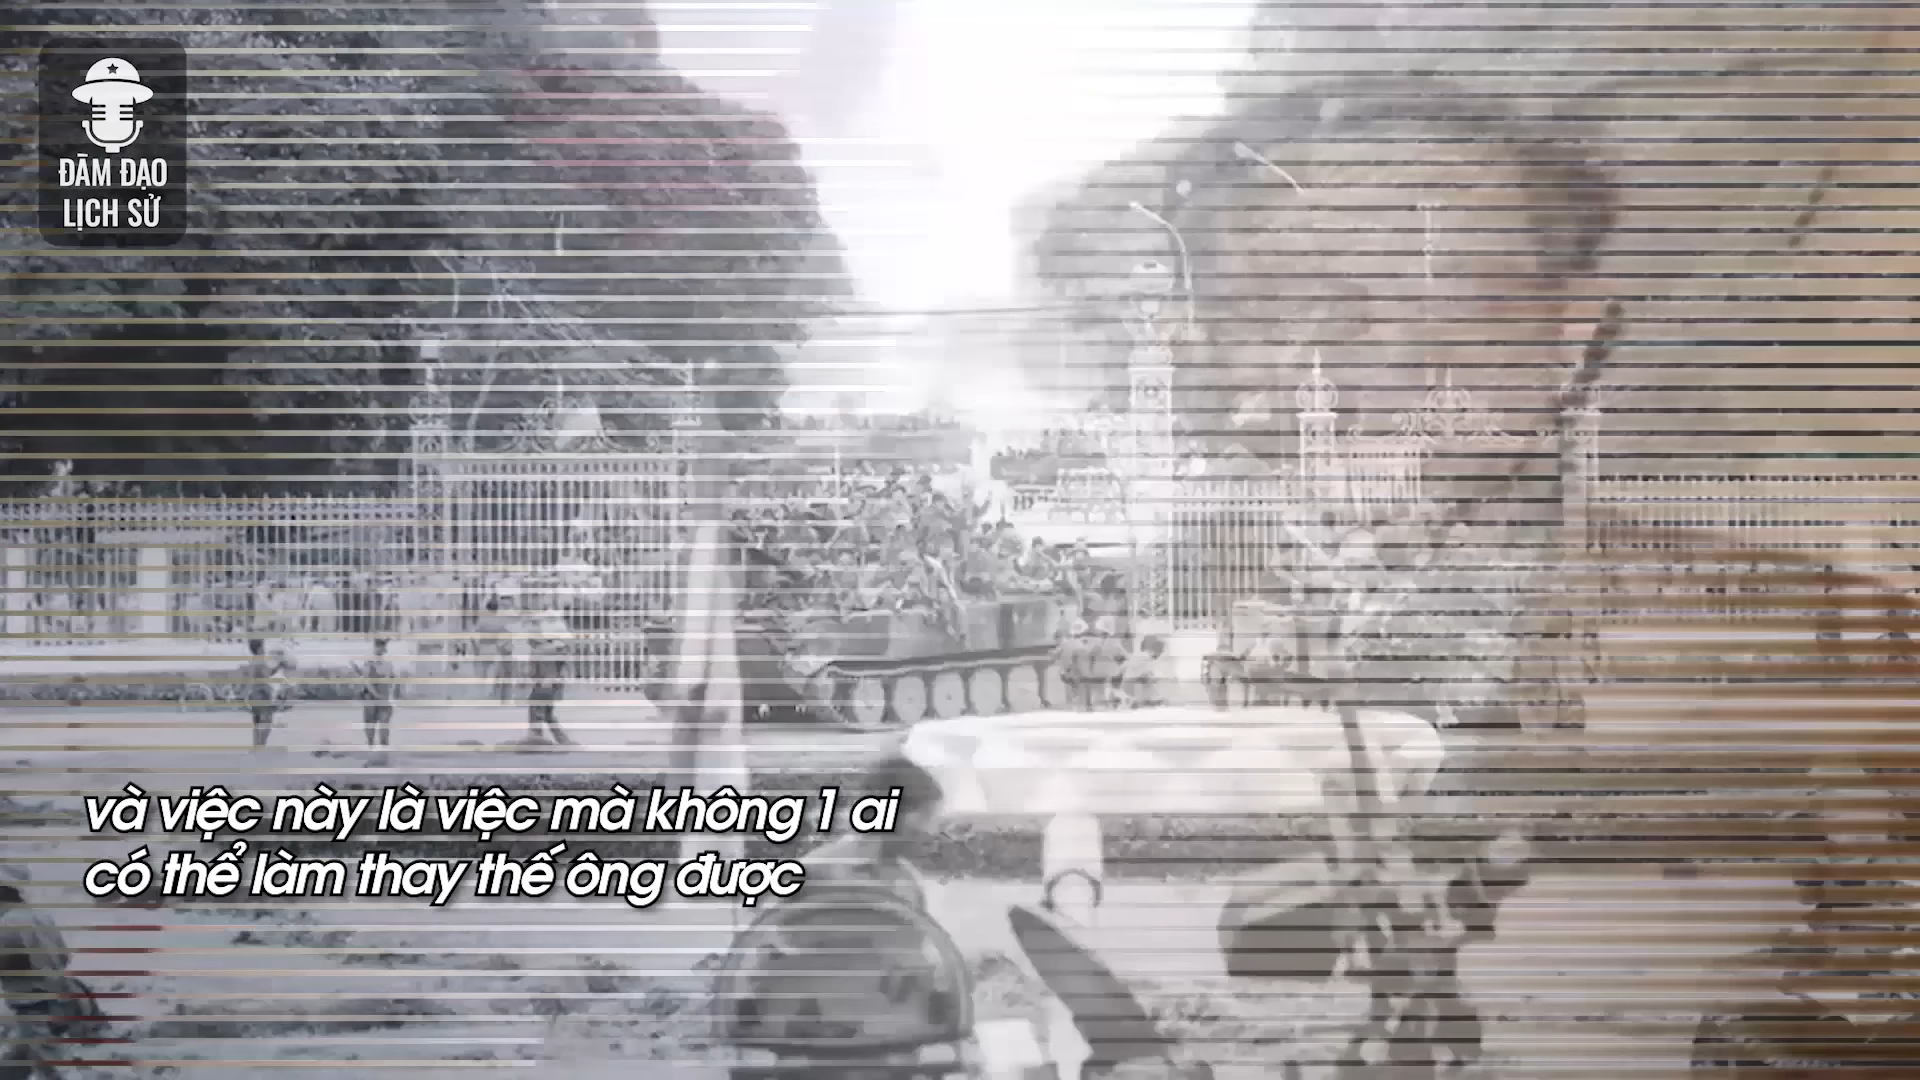 ĐÀM ĐẠO
LỊCH SỬ
và việc này là việc mà không 1 ai
có thể làm thay thế ông được